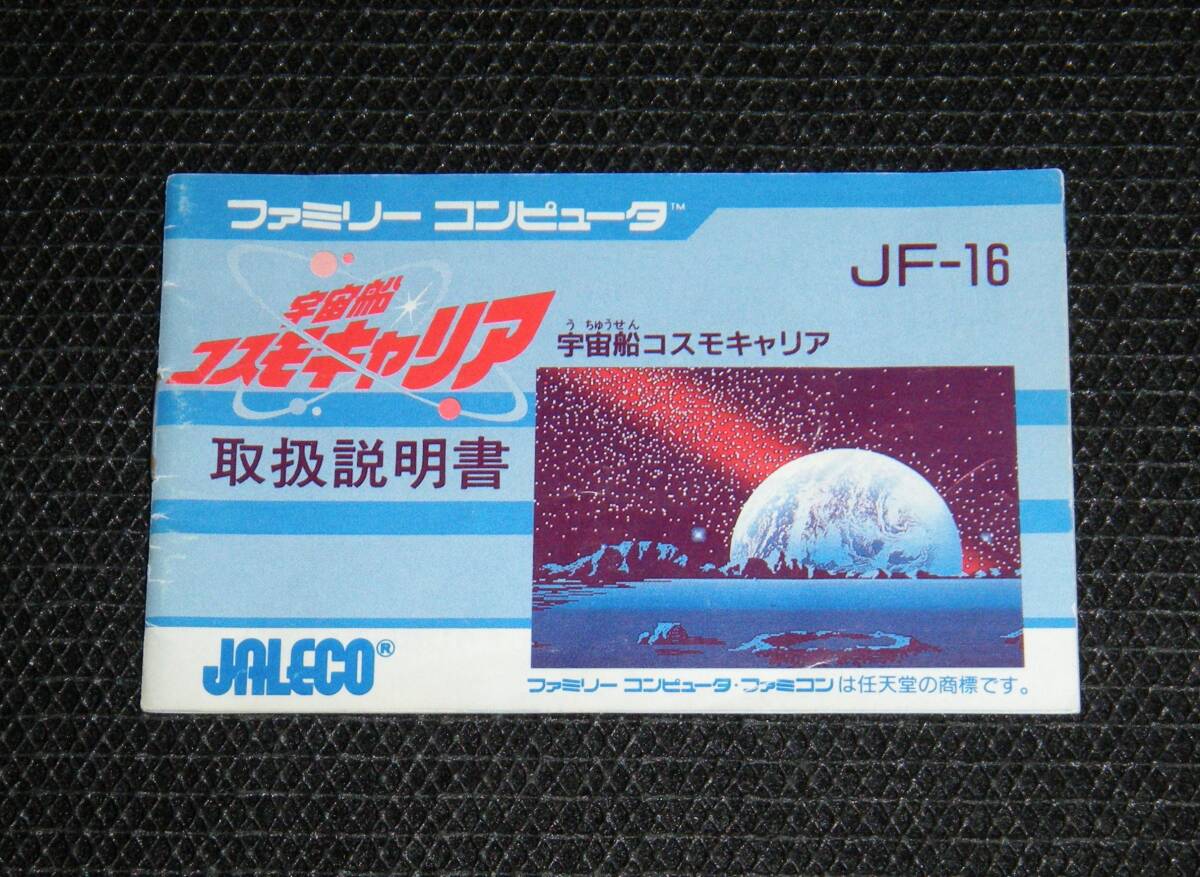 ファミリー コンピュータ™
JF-16
宇宙船
コスモキャリア
う ちゅうせん
宇宙船コスモキャリア
取扱説明書
JALECO®
ファミリー コンピュータ・ファミコンは任天堂の商標です。